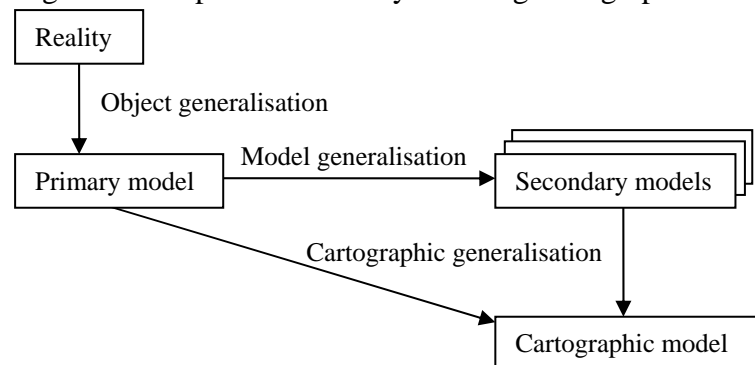 Reality
Object generalisation
Model generalisation
Primary model
Secondary models
Cartographic generalisation
Cartographic model